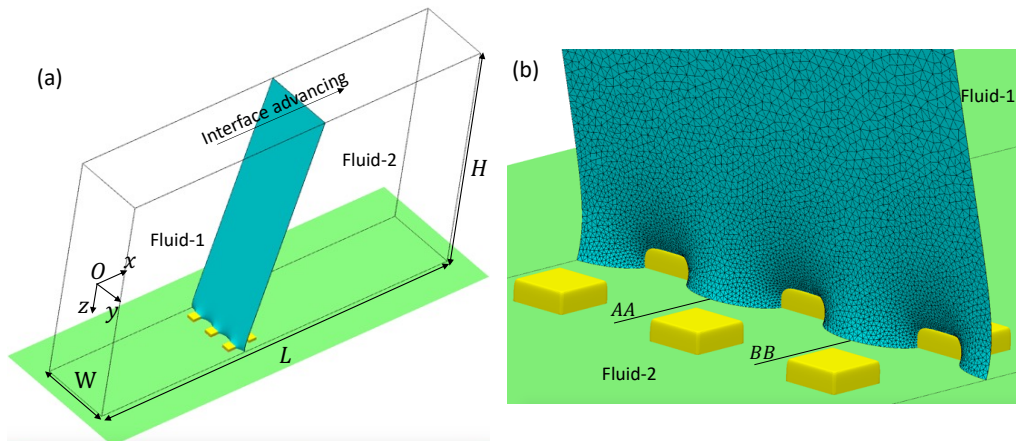 (a)
Interface advancing
Fluid-2
H
Fluid-1
O
x
z
y
L
W
(b)
Fluid-1
AA
BB
Fluid-2